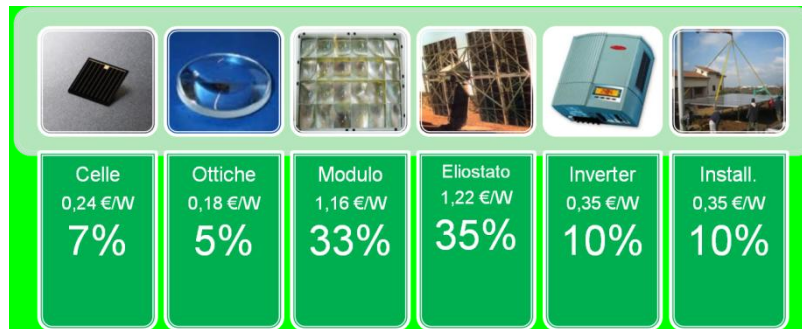 Celle
0,24 €/W
7%
Ottiche
0,18 €/W
5%
Modulo
1,16 €/W
33%
Eliostato
1,22 €/W
35%
Inverter
0,35 €/W
10%
Install.
0,35 €/W
10%